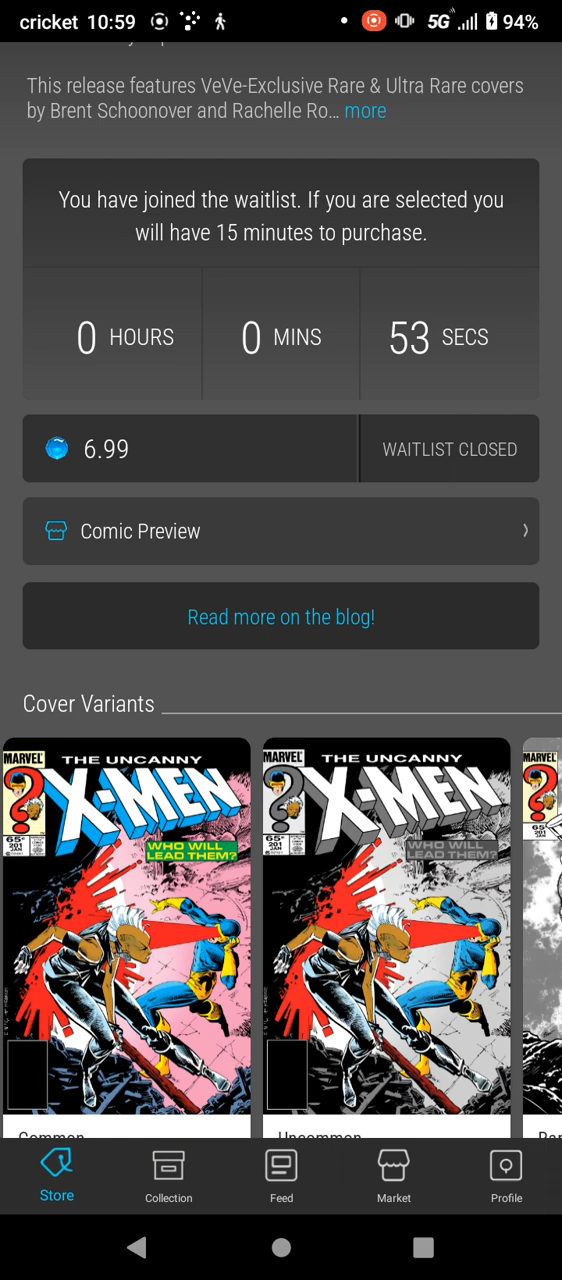 cricket 10:59 5G 94%
This release features VeVe-Exclusive Rare & Ultra Rare covers
by Brent Schoonover and Rachelle Ro... more
You have joined the waitlist. If you are selected you
will have 15 minutes to purchase.
0 HOURS 0 MINS 53 SECS
6.99 WAITLIST CLOSED
Comic Preview
Read more on the blog!
Cover Variants
MARVEL THE UNCANNY
X-MEN
65¢
201
JAN
WHO WILL
LEAD THEM?
MARVEL THE UNCANNY
X-MEN
65¢
201
JAN
WHO WILL
LEAD THEM?
MARVEL
65¢
201
JAN
Common
Uncommon
Store Collection Feed Market Profile